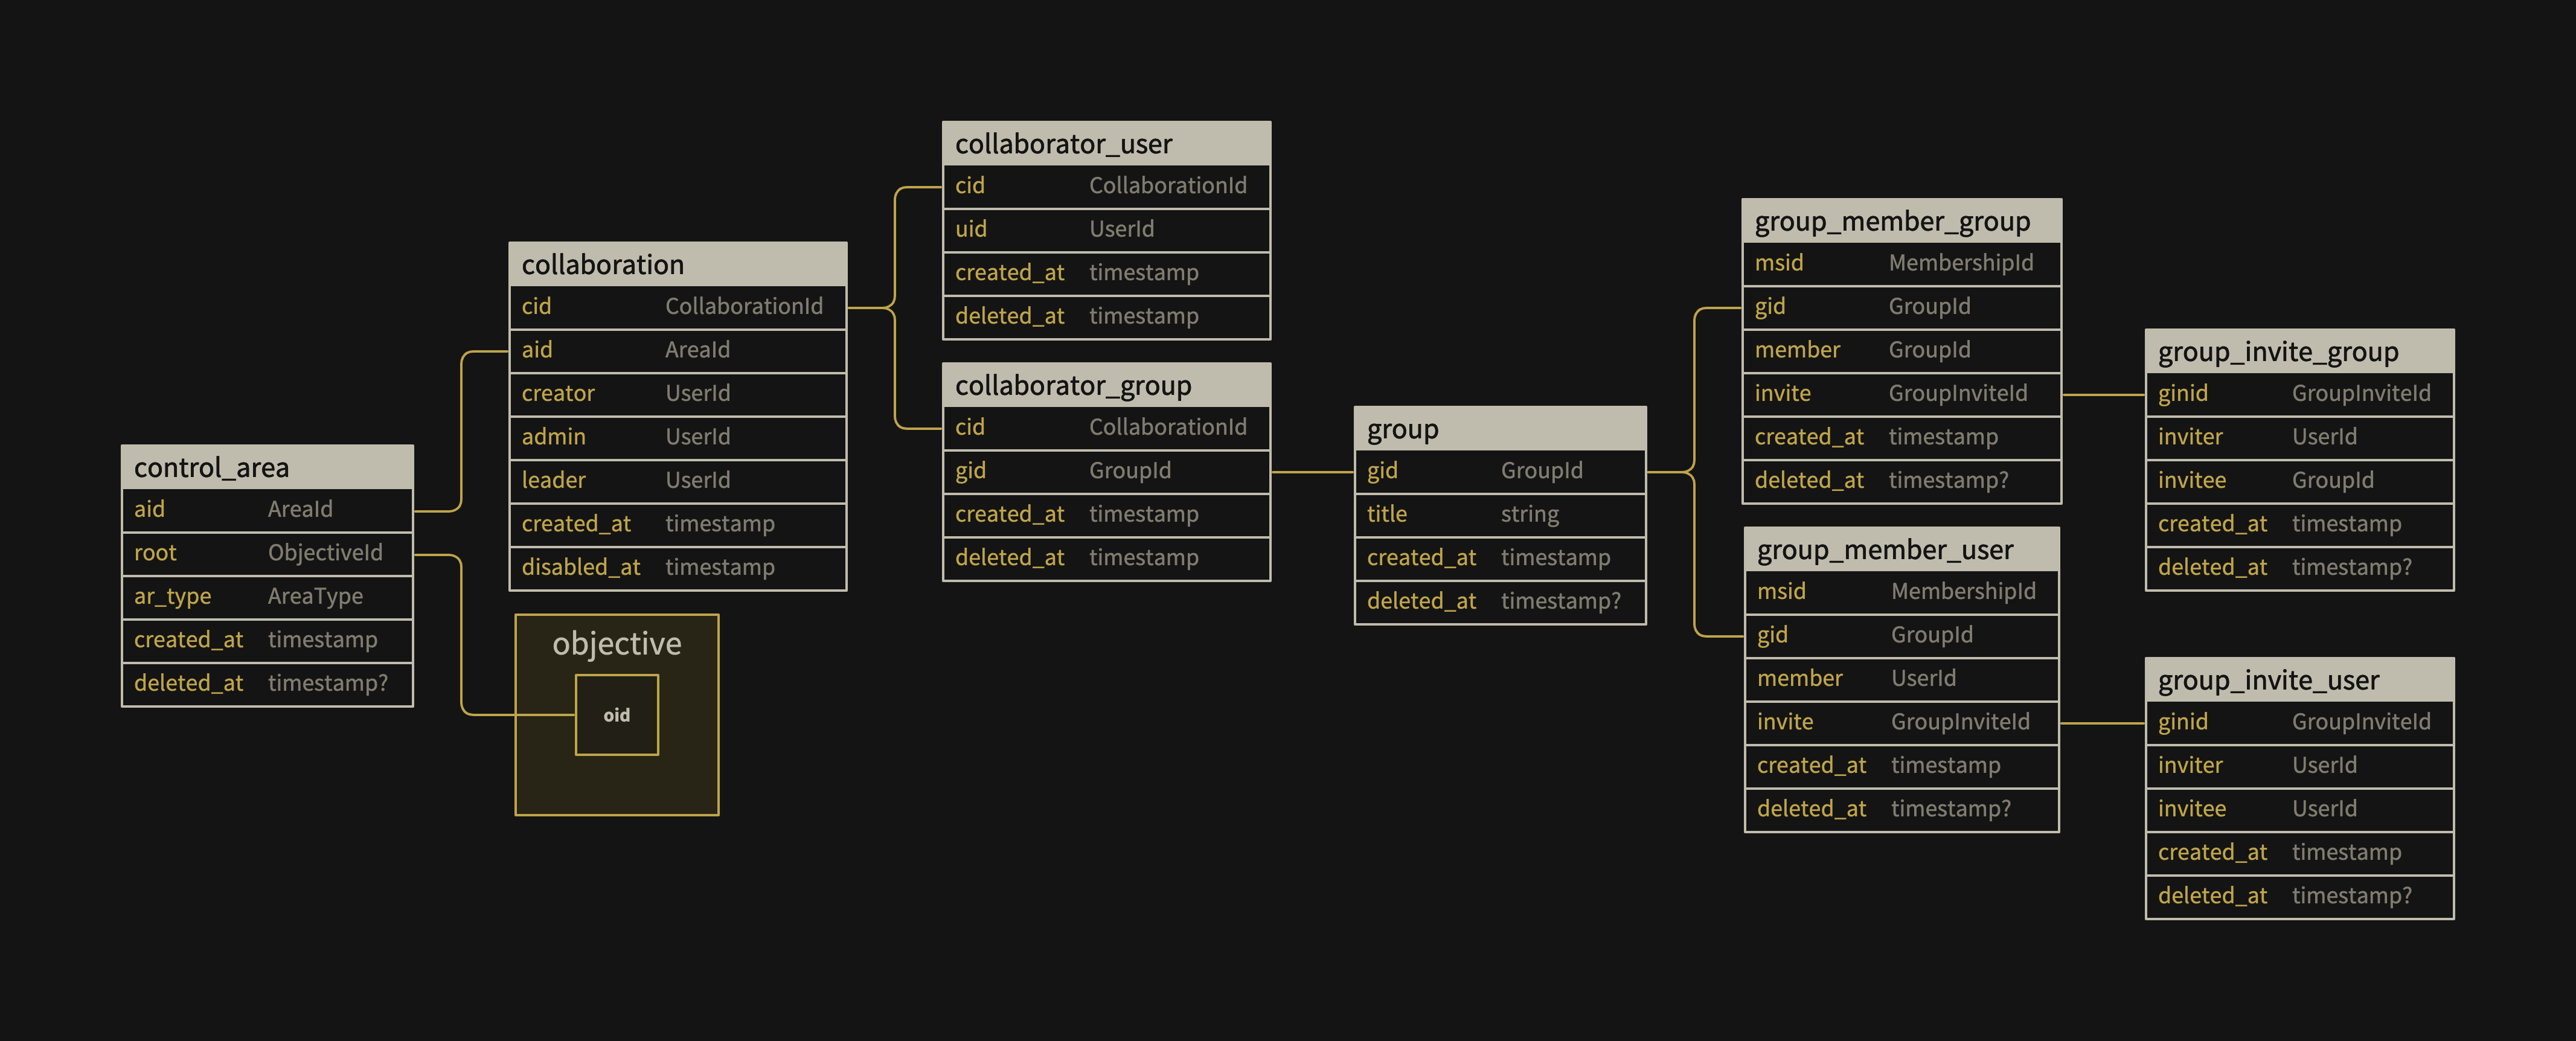 control_area
aid AreaId
root ObjectiveId
ar_type AreaType
created_at timestamp
deleted_at timestamp?
collaboration
cid CollaborationId
aid AreaId
creator UserId
admin UserId
leader UserId
created_at timestamp
disabled_at timestamp
objective
oid
collaborator_user
cid CollaborationId
uid UserId
created_at timestamp
deleted_at timestamp
collaborator_group
cid CollaborationId
gid GroupId
created_at timestamp
deleted_at timestamp
group
gid GroupId
title string
created_at timestamp
deleted_at timestamp?
group_member_group
msid MembershipId
gid GroupId
member GroupId
invite GroupInviteId
created_at timestamp
deleted_at timestamp?
group_member_user
msid MembershipId
gid GroupId
member UserId
invite GroupInviteId
created_at timestamp
deleted_at timestamp?
group_invite_group
ginid GroupInviteId
inviter UserId
invitee GroupId
created_at timestamp
deleted_at timestamp?
group_invite_user
ginid GroupInviteId
inviter UserId
invitee UserId
created_at timestamp
deleted_at timestamp?